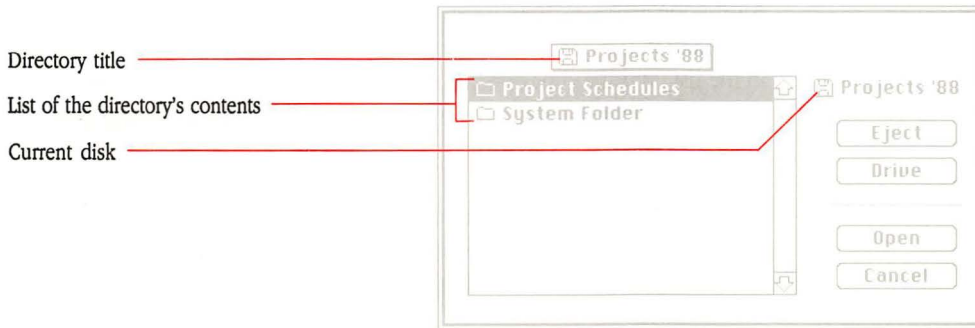 Directory title
List of the directory's contents
Current disk
Projects '88
Project Schedules
System Folder
Projects '88
Eject
Drive
Open
Cancel